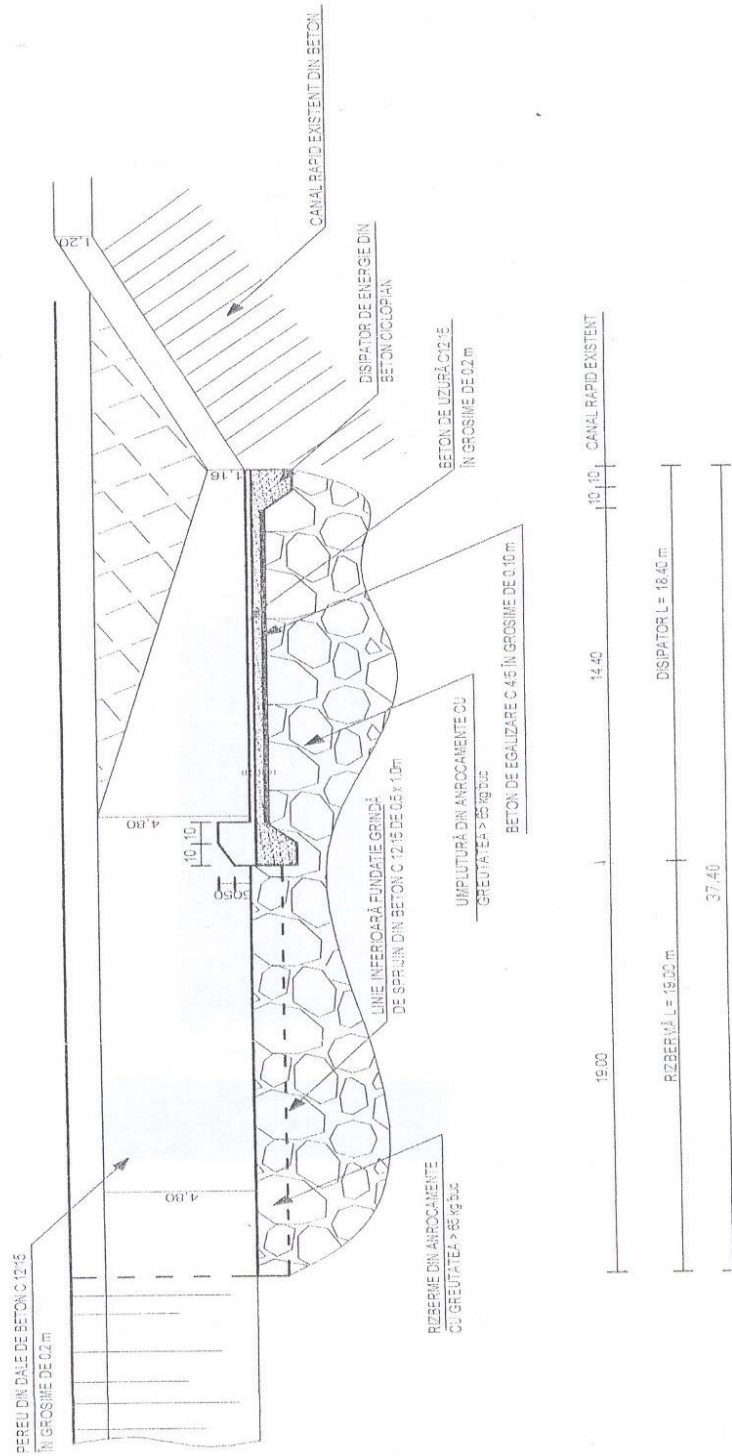 PEREU DIN DALE DE BETON C 12\15
ÎN GROSIME DE 0.2 m
CANAL RAPID EXISTENT DIN BETON
1,20
DISIPATOR DE ENERGIE DIN
BETON CICLOPIAN
1,16
BETON DE UZURĂ C12\15
ÎN GROSIME DE 0.2 m
4,80
10 10
50 50
4,80
LINIE INFERIOARĂ FUNDAȚIE GRINDĂ
DE SPRIJIN DIN BETON C 12\15 DE 0.5 x 1.0m
UMPLUTURĂ DIN ANROCAMENTE CU
GREUTATEA > 65 kg\buc
BETON DE EGALIZARE C 4\5 ÎN GROSIME DE 0.10 m
RIZBERME DIN ANROCAMENTE
CU GREUTATEA > 65 kg\buc
19.00
14.40
10 10
CANAL RAPID EXISTENT
RIZBERMĂ L = 19.00 m
DISIPATOR L = 18.40 m
37.40